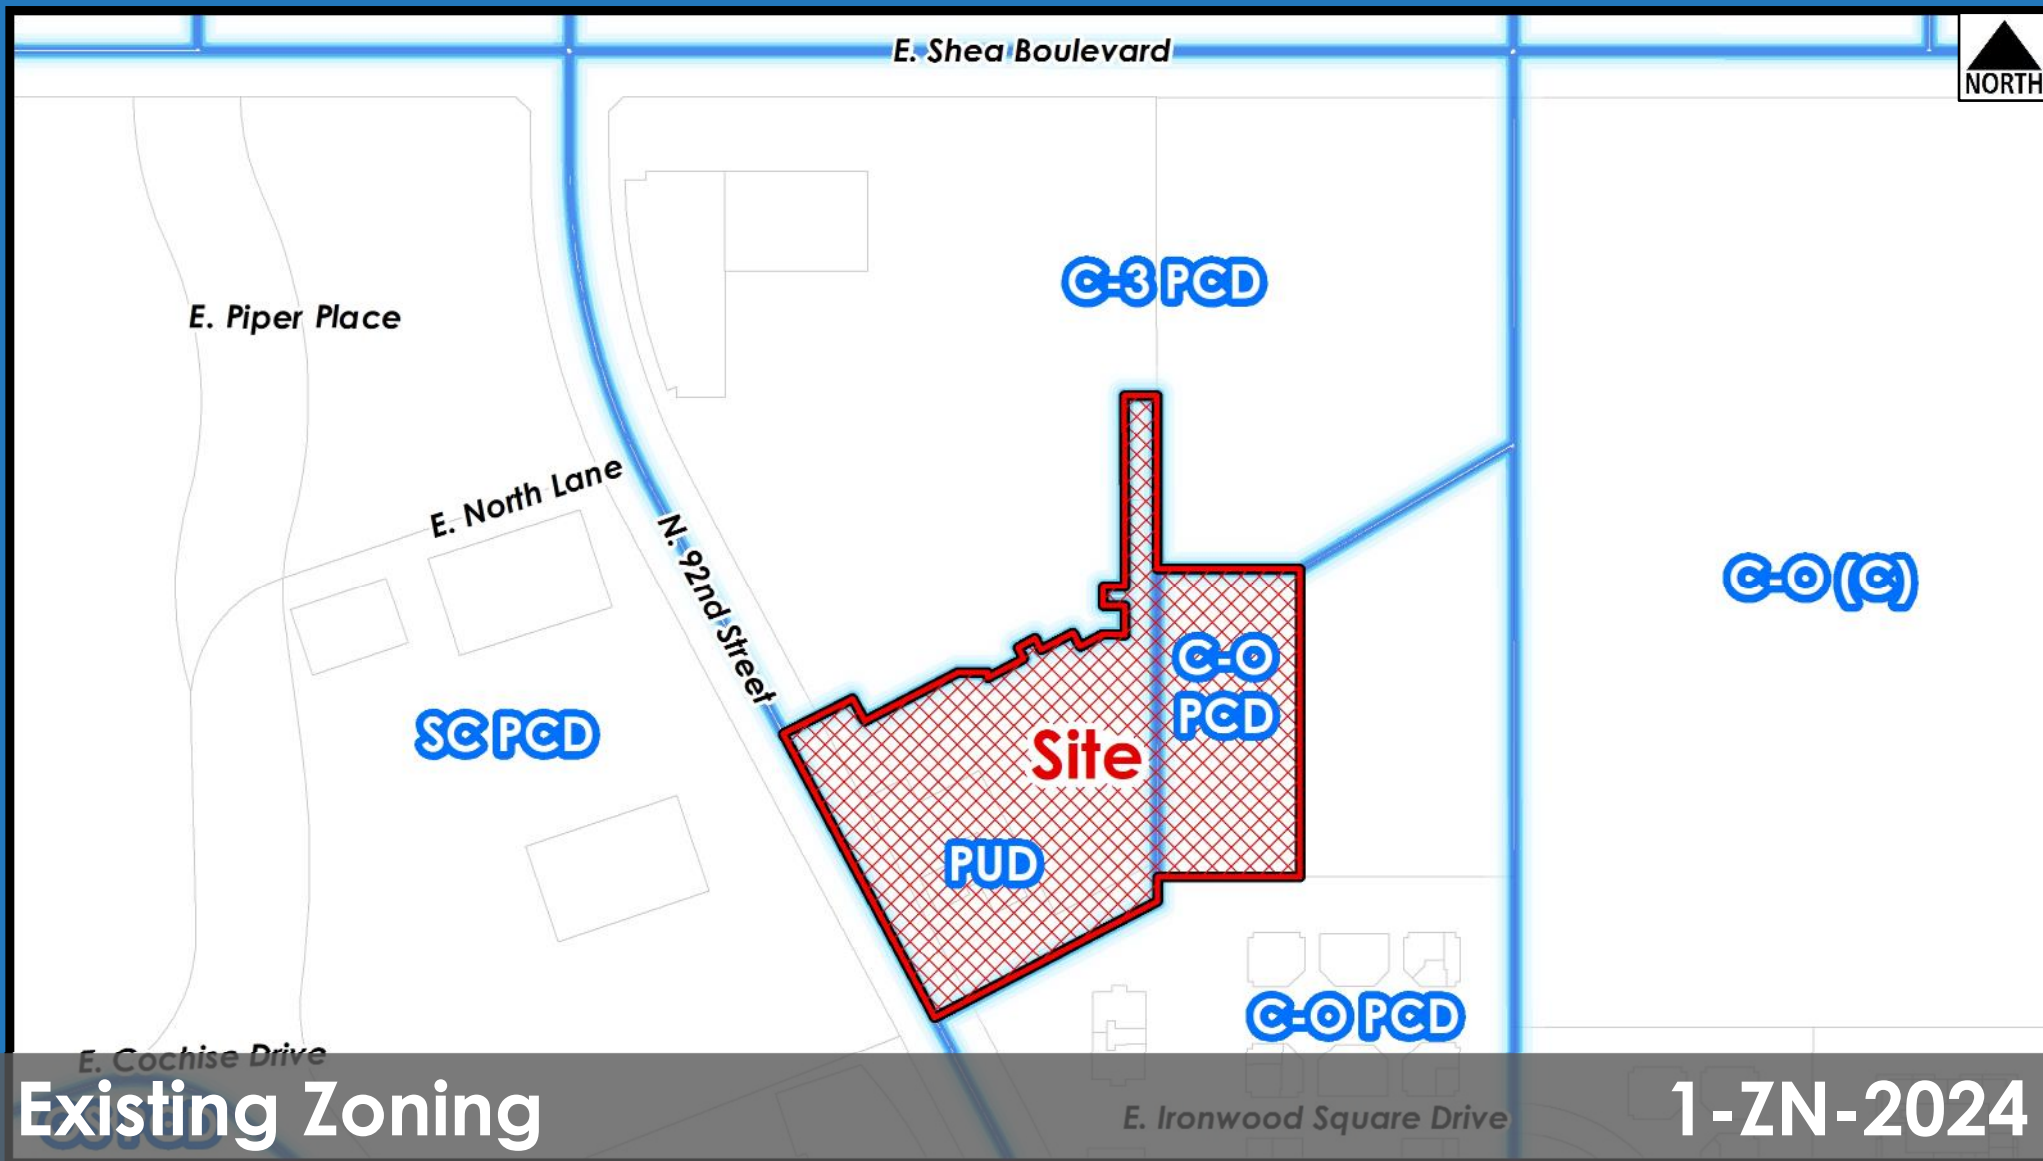 E. Shea Boulevard
NORTH
C-3 PCD
E. Piper Place
E. North Lane
N. 92nd Street
C-O (C)
C-O
PCD
SC PCD
Site
PUD
C-O PCD
E. Cochise Drive
Existing Zoning
E. Ironwood Square Drive
1-ZN-2024